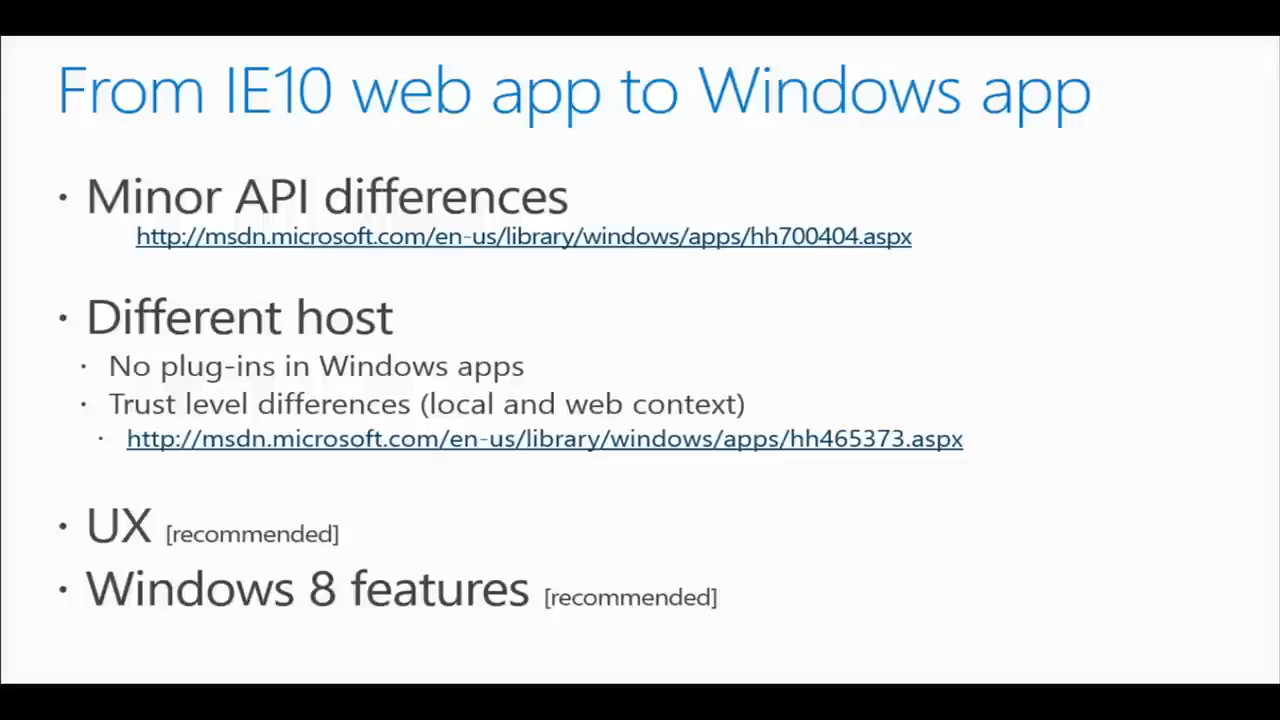 From IE10 web app to Windows app
· Minor API differences
http://msdn.microsoft.com/en-us/library/windows/apps/hh700404.aspx
· Different host
· No plug-ins in Windows apps
· Trust level differences (local and web context)
· http://msdn.microsoft.com/en-us/library/windows/apps/hh465373.aspx
· UX [recommended]
· Windows 8 features [recommended]